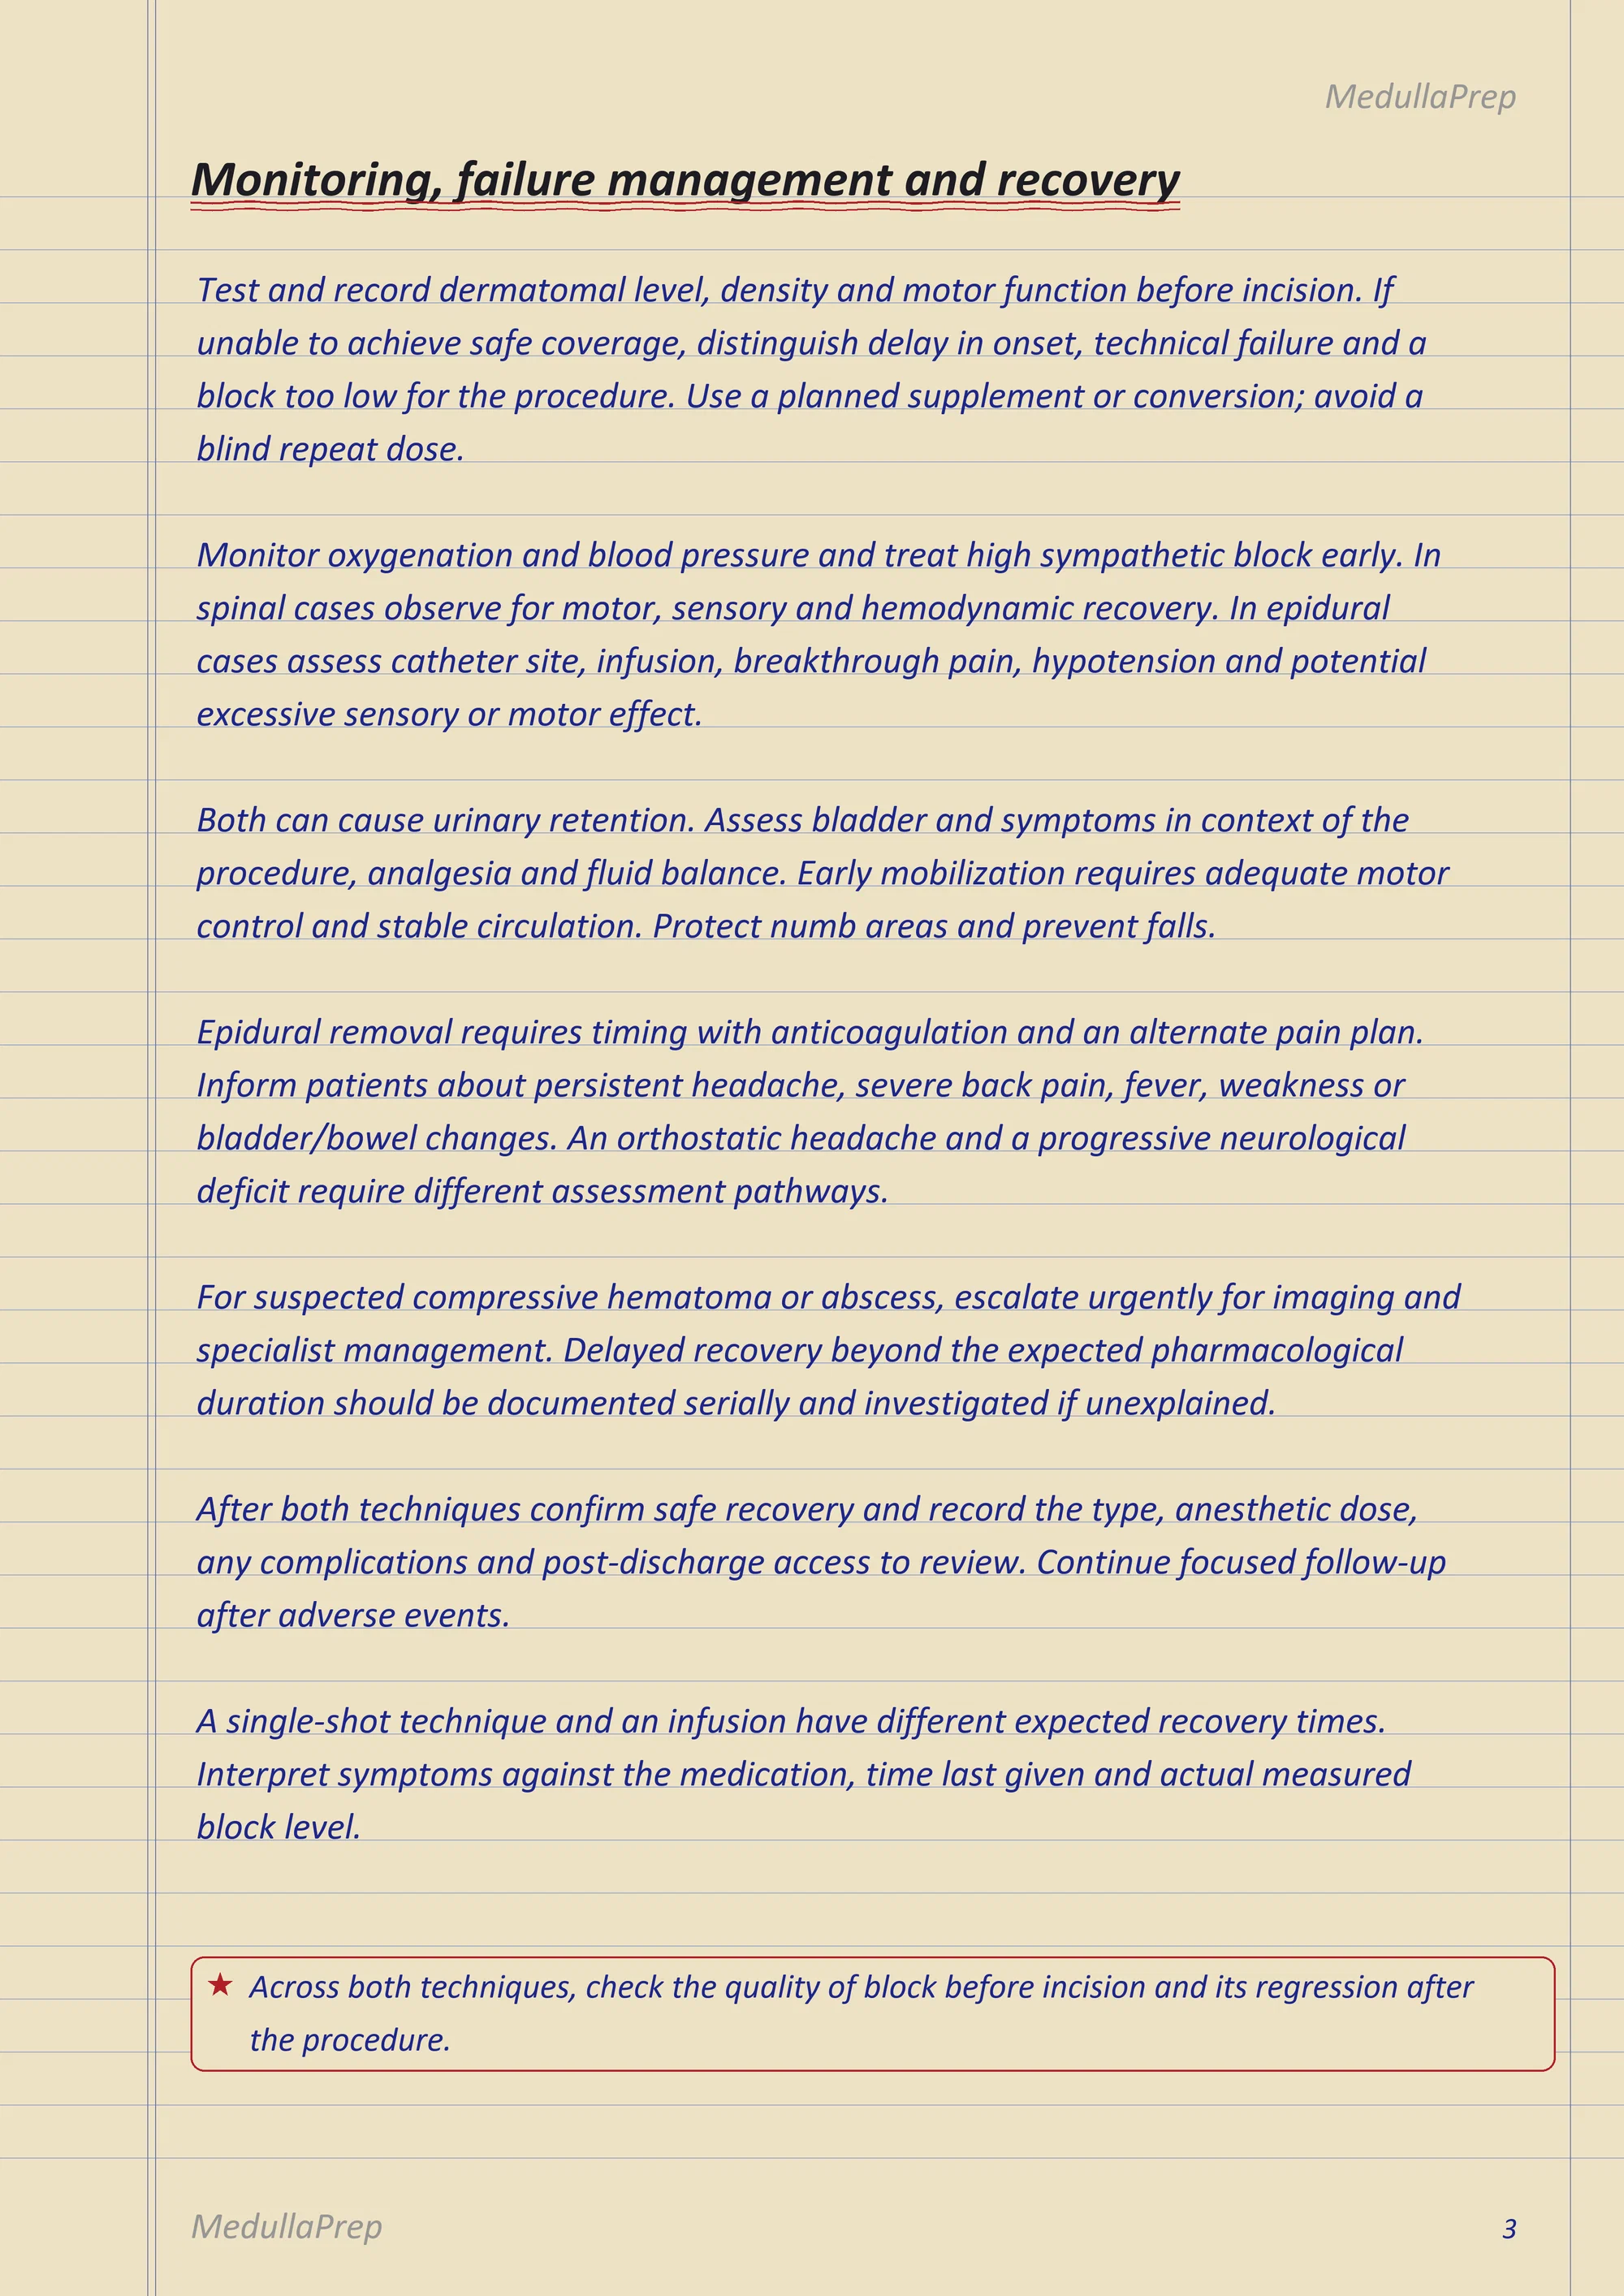 MedullaPrep
Monitoring, failure management and recovery
Test and record dermatomal level, density and motor function before incision. If
unable to achieve safe coverage, distinguish delay in onset, technical failure and a
block too low for the procedure. Use a planned supplement or conversion; avoid a
blind repeat dose.
Monitor oxygenation and blood pressure and treat high sympathetic block early. In
spinal cases observe for motor, sensory and hemodynamic recovery. In epidural
cases assess catheter site, infusion, breakthrough pain, hypotension and potential
excessive sensory or motor effect.
Both can cause urinary retention. Assess bladder and symptoms in context of the
procedure, analgesia and fluid balance. Early mobilization requires adequate motor
control and stable circulation. Protect numb areas and prevent falls.
Epidural removal requires timing with anticoagulation and an alternate pain plan.
Inform patients about persistent headache, severe back pain, fever, weakness or
bladder/bowel changes. An orthostatic headache and a progressive neurological
deficit require different assessment pathways.
For suspected compressive hematoma or abscess, escalate urgently for imaging and
specialist management. Delayed recovery beyond the expected pharmacological
duration should be documented serially and investigated if unexplained.
After both techniques confirm safe recovery and record the type, anesthetic dose,
any complications and post-discharge access to review. Continue focused follow-up
after adverse events.
A single-shot technique and an infusion have different expected recovery times.
Interpret symptoms against the medication, time last given and actual measured
block level.
★ Across both techniques, check the quality of block before incision and its regression after
the procedure.
MedullaPrep
3